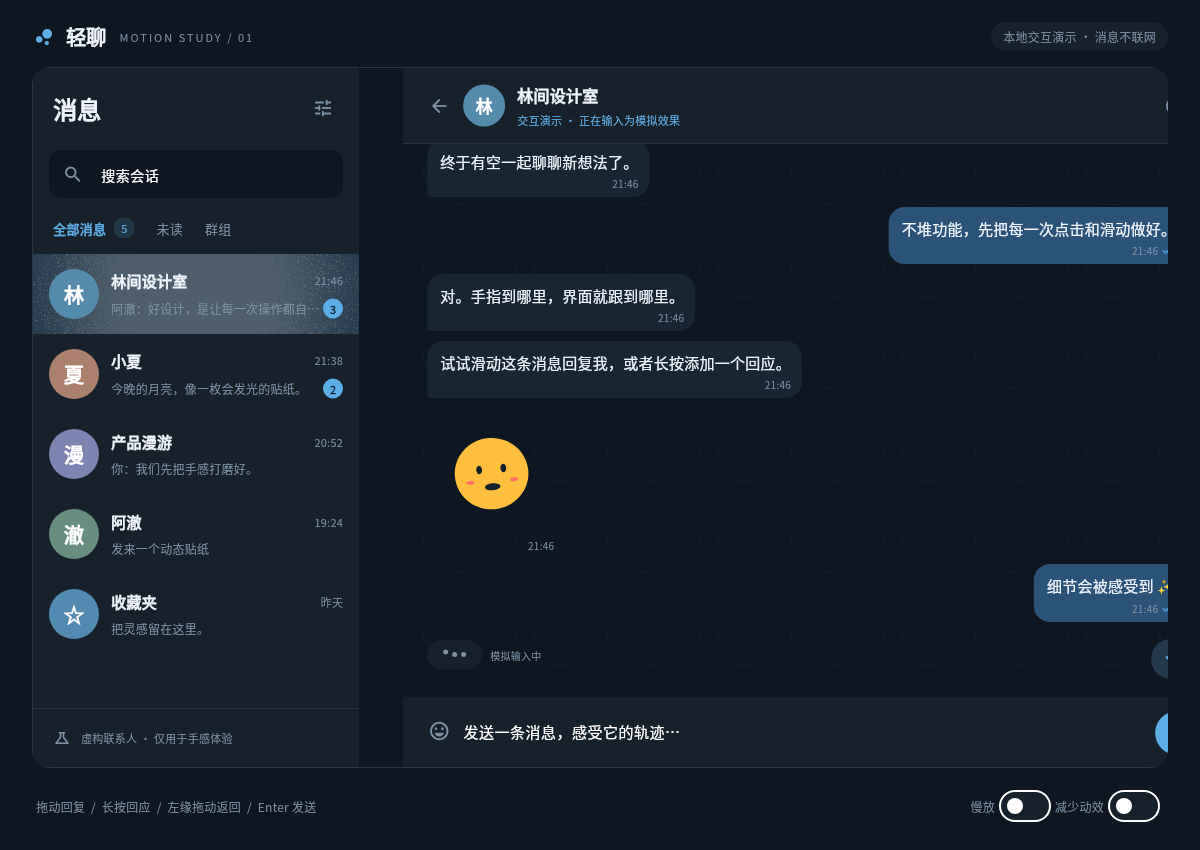 轻聊 MOTION STUDY / 01
本地交互演示 · 消息不联网
消息
搜索会话
全部消息 5 未读 群组
林 林间设计室 21:46
阿澈：好设计，是让每一次操作都自… 3
夏 小夏 21:38
今晚的月亮，像一枚会发光的贴纸。 2
漫 产品漫游 20:52
你：我们先把手感打磨好。
澈 阿澈 19:24
发来一个动态贴纸
收藏夹 昨天
把灵感留在这里。
虚构联系人 · 仅用于手感体验
林 林间设计室
交互演示 · 正在输入为模拟效果
终于有空一起聊聊新想法了。
21:46
不堆功能，先把每一次点击和滑动做好。
21:46
对。手指到哪里，界面就跟到哪里。
21:46
试试滑动这条消息回复我，或者长按添加一个回应。
21:46
21:46
细节会被感受到 ✨
21:46
模拟输入中
发送一条消息，感受它的轨迹…
拖动回复 / 长按回应 / 左缘拖动返回 / Enter 发送
慢放 减少动效